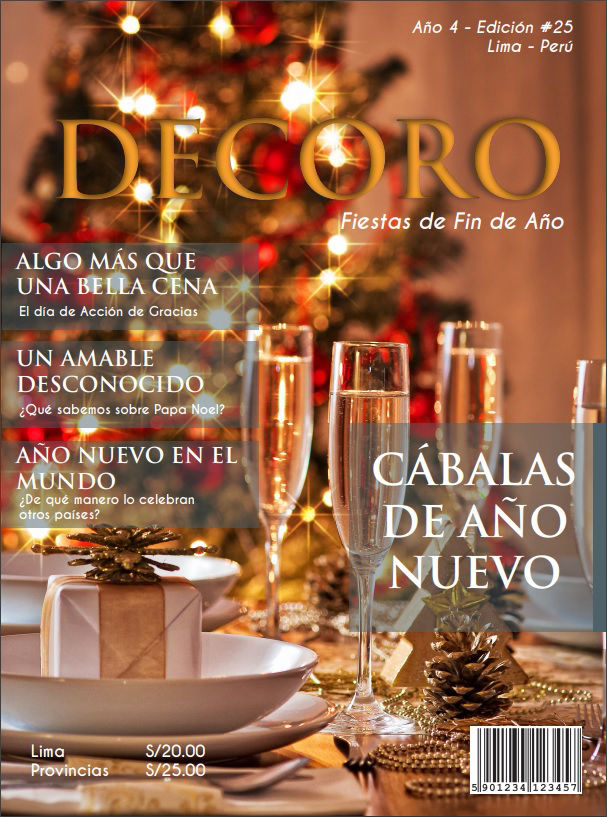 Año 4 - Edición #25
Lima - Perú
DECORO
Fiestas de Fin de Año
ALGO MÁS QUE
UNA BELLA CENA
El día de Acción de Gracias
UN AMABLE
DESCONOCIDO
¿Qué sabemos sobre Papa Noel?
AÑO NUEVO EN EL
MUNDO
¿De qué manero lo celebran
otros países?
CÁBALAS
DE AÑO
NUEVO
Lima S/20.00
Provincias S/25.00
5 901234 123457